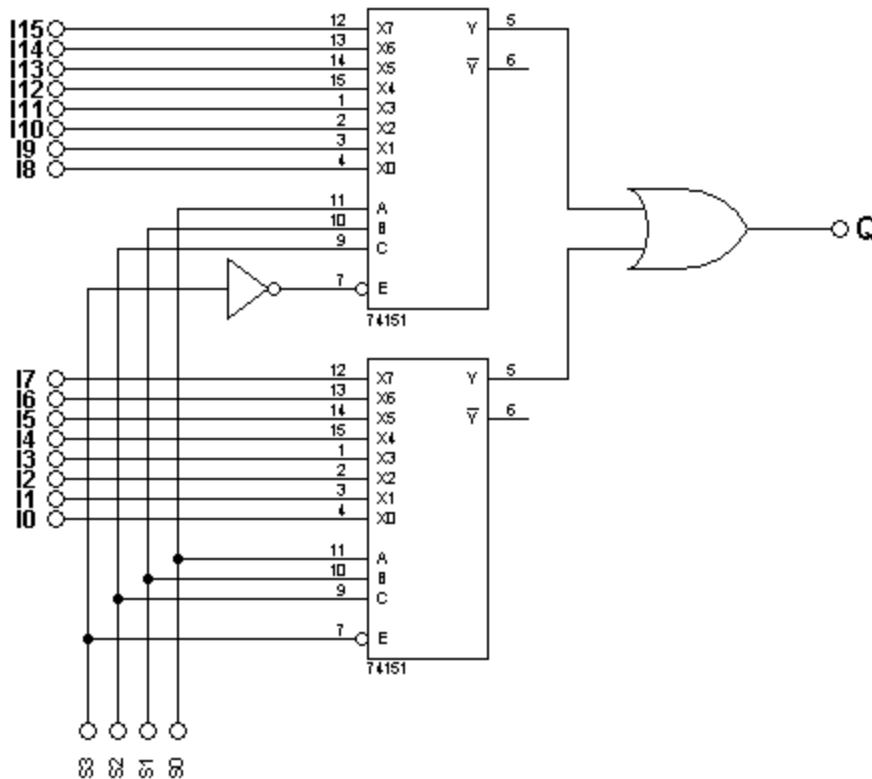 I15 12 X7 Y 5
I14 13 X6
I13 14 X5 Y 6
I12 15 X4
I11 1 X3
I10 2 X2
I9 3 X1
I8 4 X0
11 A
10 B
9 C
7 E
74151
Q
I7 12 X7 Y 5
I6 13 X6
I5 14 X5 Y 6
I4 15 X4
I3 1 X3
I2 2 X2
I1 3 X1
I0 4 X0
11 A
10 B
9 C
7 E
74151
S3 S2 S1 S0